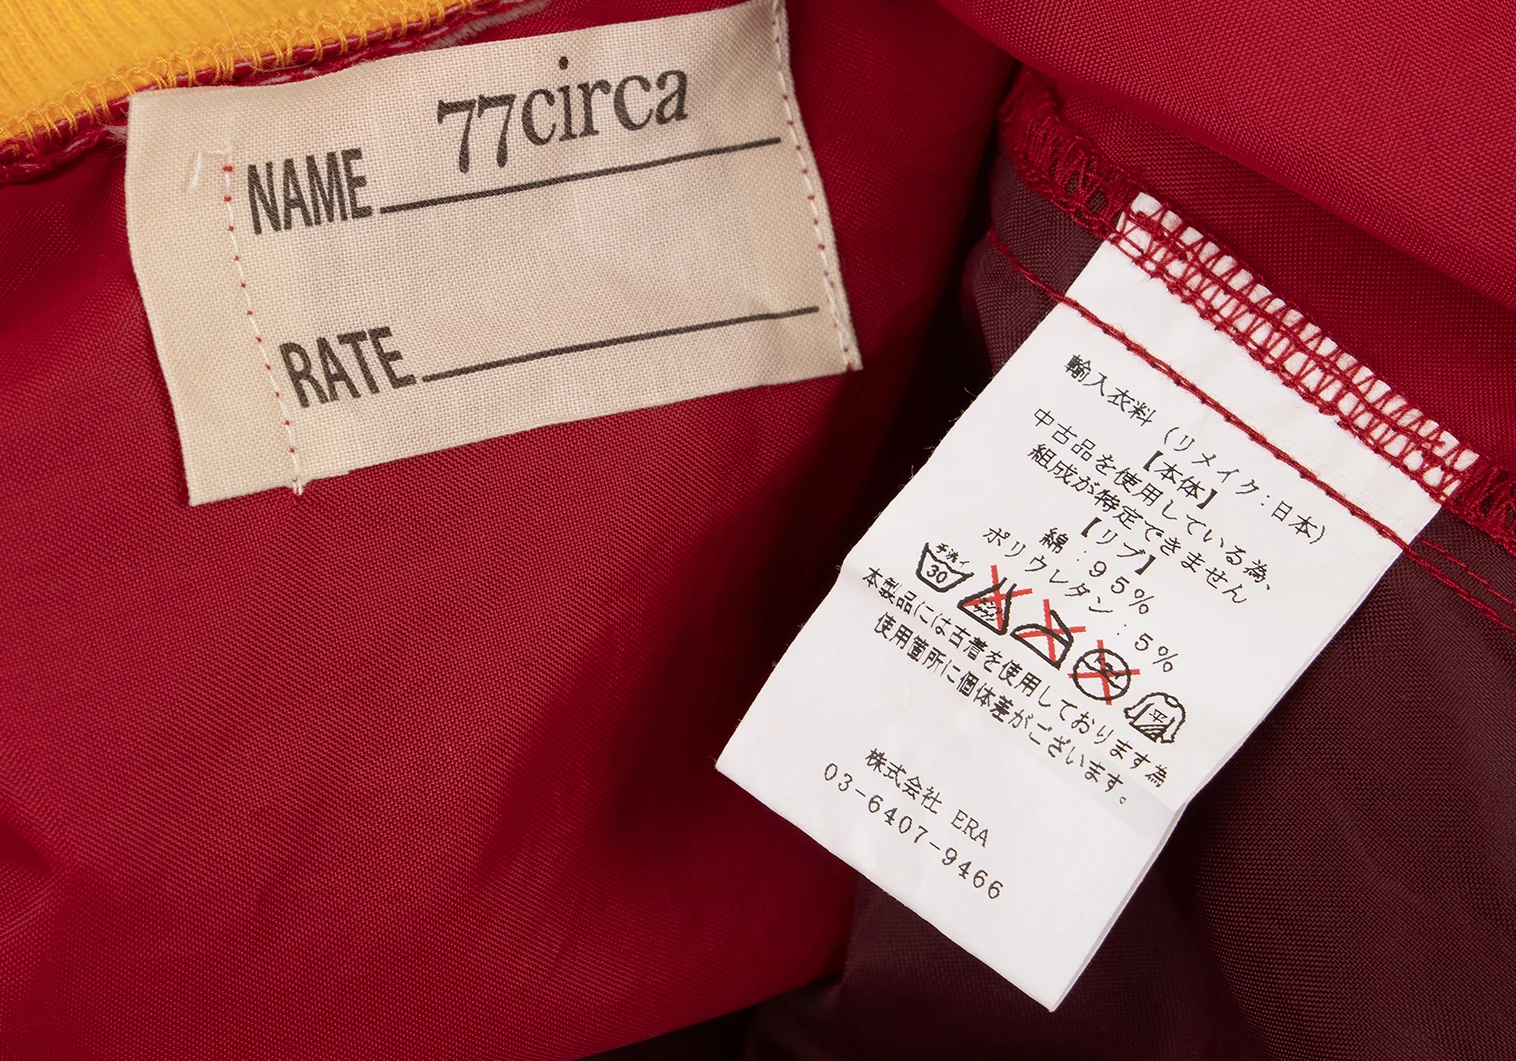 77circa
NAME
RATE
輸入衣料 (リメイク:日本)
【本体】
中古品を使用している為、
組成が特定できません
【リブ】
綿:95%
ポリウレタン:5%
手洗イ
30
平
本製品には古着を使用しております為
使用箇所に個体差がございます。
株式会社 ERA
03-6407-9466